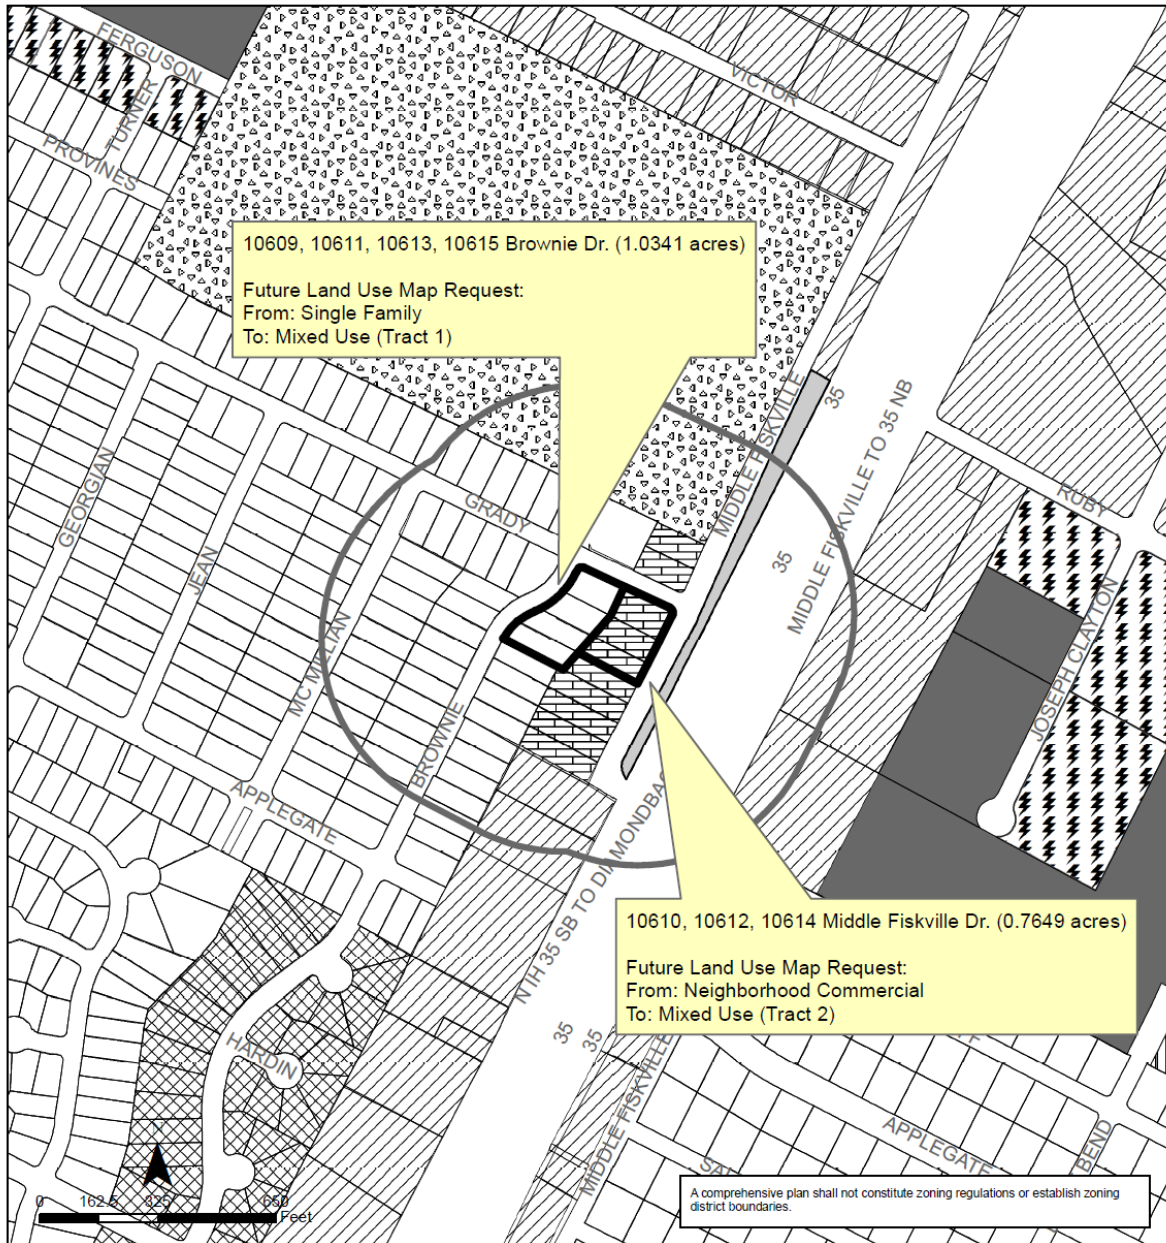 FERGUSON
TURNER
PROVINES
VICTOR
10609, 10611, 10613, 10615 Brownie Dr. (1.0341 acres)
Future Land Use Map Request:
From: Single Family
To: Mixed Use (Tract 1)
MIDDLE FISKVILLE
35
MIDDLE FISKVILLE TO 35 NB
35
GEORGIAN
JEAN
GRADY
RUBY
MC MILLIAN
BROWNIE
JOSEPH CLAYTON
APPLEGATE
N IH 35 SB TO DIAMONDBAC
10610, 10612, 10614 Middle Fiskville Dr. (0.7649 acres)
Future Land Use Map Request:
From: Neighborhood Commercial
To: Mixed Use (Tract 2)
35
35
HARDIN
MIDDLE FISKVILLE
APPLEGATE
BEND
N
0 162.5 325 650
Feet
A comprehensive plan shall not constitute zoning regulations or establish zoning
district boundaries.